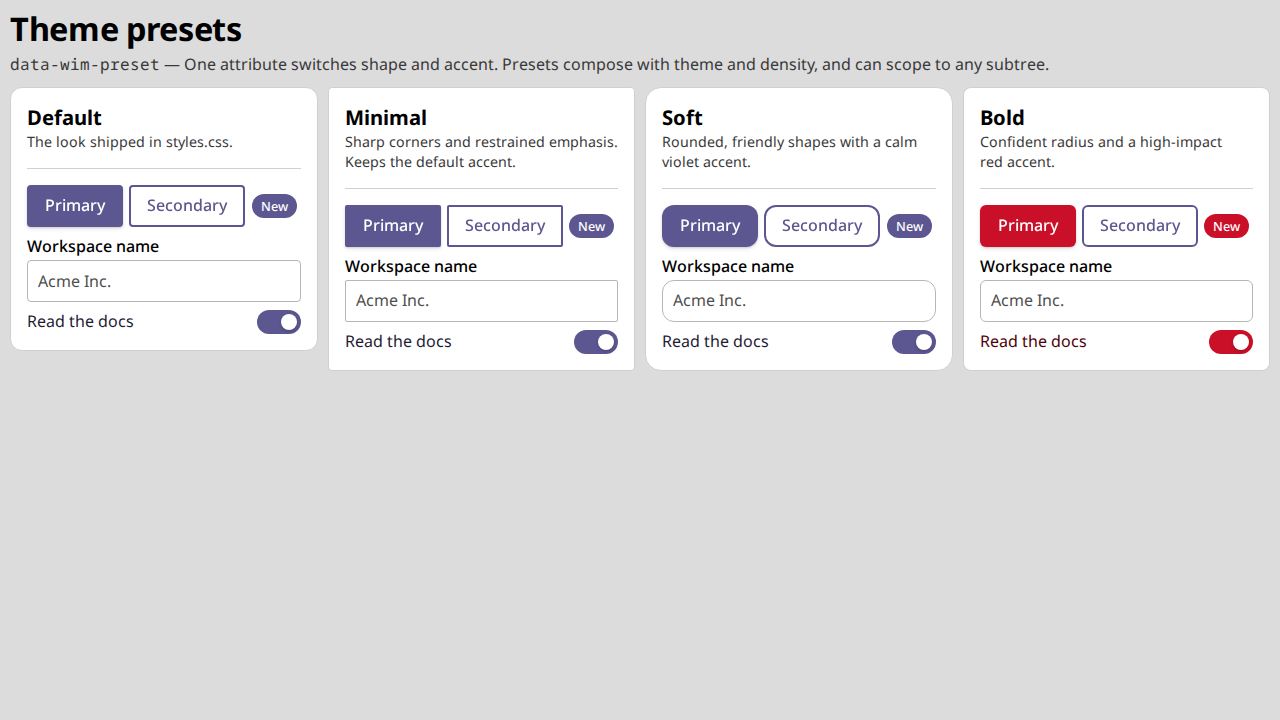 Theme presets
data-wim-preset — One attribute switches shape and accent. Presets compose with theme and density, and can scope to any subtree.
Default
The look shipped in styles.css.
Primary Secondary New
Workspace name
Acme Inc.
Read the docs
Minimal
Sharp corners and restrained emphasis.
Keeps the default accent.
Primary Secondary New
Workspace name
Acme Inc.
Read the docs
Soft
Rounded, friendly shapes with a calm
violet accent.
Primary Secondary New
Workspace name
Acme Inc.
Read the docs
Bold
Confident radius and a high-impact
red accent.
Primary Secondary New
Workspace name
Acme Inc.
Read the docs